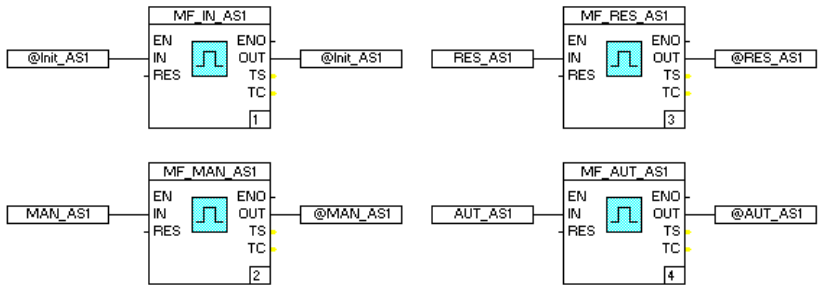 MF_IN_AS1
EN ENO
@Init_AS1 IN OUT @Init_AS1
RES TS
TC
1
MF_RES_AS1
EN ENO
RES_AS1 IN OUT @RES_AS1
RES TS
TC
3
MF_MAN_AS1
EN ENO
MAN_AS1 IN OUT @MAN_AS1
RES TS
TC
2
MF_AUT_AS1
EN ENO
AUT_AS1 IN OUT @AUT_AS1
RES TS
TC
4